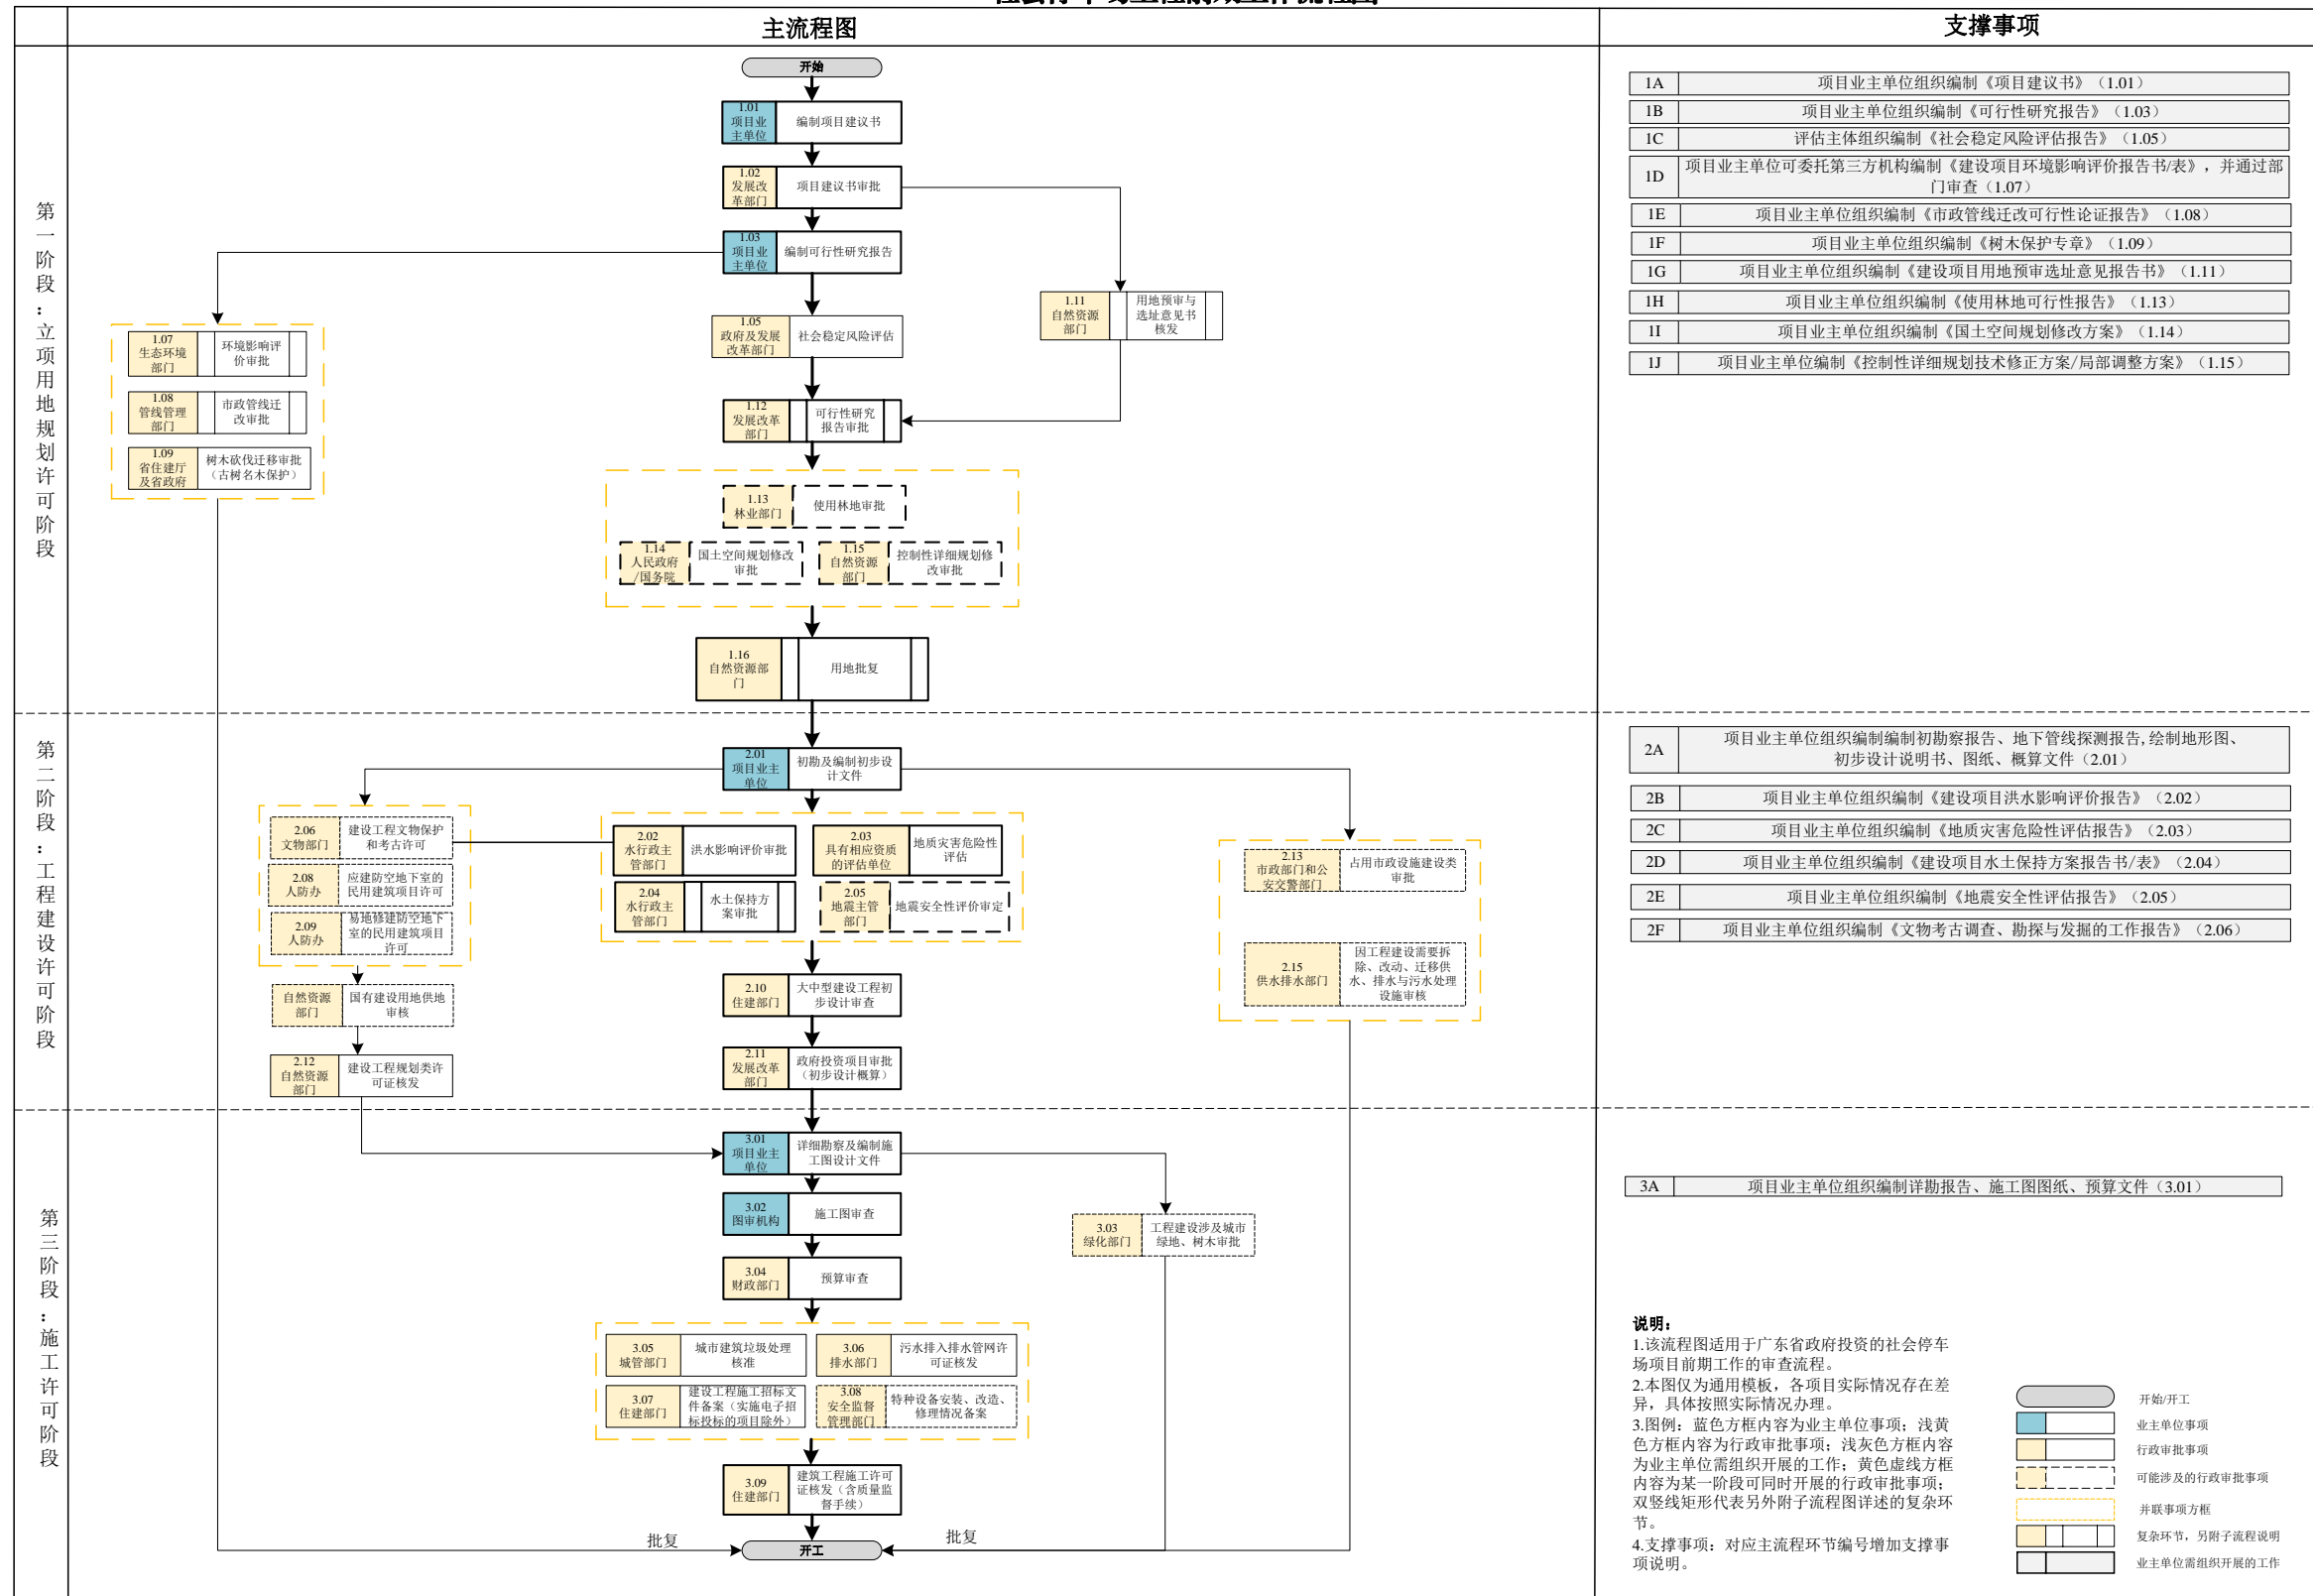 主流程图
支撑事项
第一阶段：立项用地规划许可阶段
开始
1.01
项目业
主单位
编制项目建议书
1.02
发展改
革部门
项目建议书审批
1.03
项目业
主单位
编制可行性研究报告
1.05
政府及发展
改革部门
社会稳定风险评估
1.11
自然资源
部门
用地预审与
选址意见书
核发
1.07
生态环境
部门
环境影响评
价审批
1.08
管线管理
部门
市政管线迁
改审批
1.09
省住建厅
及省政府
树木砍伐迁移审批
（古树名木保护）
1.12
发展改革
部门
可行性研究
报告审批
1.13
林业部门
使用林地审批
1.14
人民政府
/国务院
国土空间规划修改
审批
1.15
自然资源
部门
控制性详细规划修
改审批
1.16
自然资源部
门
用地批复
1A
项目业主单位组织编制《项目建议书》（1.01）
1B
项目业主单位组织编制《可行性研究报告》（1.03）
1C
评估主体组织编制《社会稳定风险评估报告》（1.05）
1D
项目业主单位可委托第三方机构编制《建设项目环境影响评价报告书/表》，并通过部
门审查（1.07）
1E
项目业主单位组织编制《市政管线迁改可行性论证报告》（1.08）
1F
项目业主单位组织编制《树木保护专章》（1.09）
1G
项目业主单位组织编制《建设项目用地预审选址意见报告书》（1.11）
1H
项目业主单位组织编制《使用林地可行性报告》（1.13）
1I
项目业主单位组织编制《国土空间规划修改方案》（1.14）
1J
项目业主单位编制《控制性详细规划技术修正方案/局部调整方案》（1.15）
第二阶段：工程建设许可阶段
2.01
项目业主
单位
初勘及编制初步设
计文件
2.06
文物部门
建设工程文物保护
和考古许可
2.08
人防办
应建防空地下室的
民用建筑项目许可
2.09
人防办
易地修建防空地下
室的民用建筑项目
许可
2.02
水行政主
管部门
洪水影响评价审批
2.03
具有相应资质
的评估单位
地质灾害危险性
评估
2.04
水行政主
管部门
水土保持方
案审批
2.05
地震主管
部门
地震安全性评价审定
2.13
市政部门和公
安交警部门
占用市政设施建设类
审批
2.15
供水排水部门
因工程建设需要拆
除、改动、迁移供
水、排水与污水处理
设施审核
自然资源
部门
国有建设用地供地
审核
2.10
住建部门
大中型建设工程初
步设计审查
2.12
自然资源
部门
建设工程规划类许
可证核发
2.11
发展改革
部门
政府投资项目审批
（初步设计概算）
2A
项目业主单位组织编制编制初勘察报告、地下管线探测报告,绘制地形图、
初步设计说明书、图纸、概算文件（2.01）
2B
项目业主单位组织编制《建设项目洪水影响评价报告》（2.02）
2C
项目业主单位组织编制《地质灾害危险性评估报告》（2.03）
2D
项目业主单位组织编制《建设项目水土保持方案报告书/表》（2.04）
2E
项目业主单位组织编制《地震安全性评估报告》（2.05）
2F
项目业主单位组织编制《文物考古调查、勘探与发掘的工作报告》（2.06）
第三阶段：施工许可阶段
3.01
项目业主
单位
详细勘察及编制施
工图设计文件
3.02
图审机构
施工图审查
3.03
绿化部门
工程建设涉及城市
绿地、树木审批
3.04
财政部门
预算审查
3.05
城管部门
城市建筑垃圾处理
核准
3.06
排水部门
污水排入排水管网许
可证核发
3.07
住建部门
建设工程施工招标文
件备案（实施电子招
标投标的项目除外）
3.08
安全监督
管理部门
特种设备安装、改造、
修理情况备案
3.09
住建部门
建筑工程施工许可
证核发（含质量监
督手续）
批复
批复
开工
3A
项目业主单位组织编制详勘报告、施工图图纸、预算文件（3.01）
说明：
1.该流程图适用于广东省政府投资的社会停车
场项目前期工作的审查流程。
2.本图仅为通用模板，各项目实际情况存在差
异，具体按照实际情况办理。
3.图例：蓝色方框内容为业主单位事项；浅黄
色方框内容为行政审批事项；浅灰色方框内容
为业主单位需组织开展的工作；黄色虚线方框
内容为某一阶段可同时开展的行政审批事项；
双竖线矩形代表另外附子流程图详述的复杂环
节。
4.支撑事项：对应主流程环节编号增加支撑事
项说明。
开始/开工
业主单位事项
行政审批事项
可能涉及的行政审批事项
并联事项方框
复杂环节，另附子流程说明
业主单位需组织开展的工作